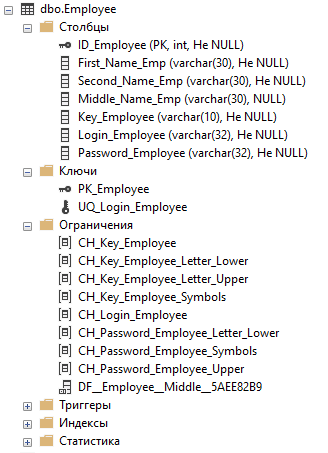 dbo.Employee
Столбцы
ID_Employee (PK, int, Не NULL)
First_Name_Emp (varchar(30), Не NULL)
Second_Name_Emp (varchar(30), Не NULL)
Middle_Name_Emp (varchar(30), NULL)
Key_Employee (varchar(10), Не NULL)
Login_Employee (varchar(32), Не NULL)
Password_Employee (varchar(32), Не NULL)
Ключи
PK_Employee
UQ_Login_Employee
Ограничения
CH_Key_Employee
CH_Key_Employee_Letter_Lower
CH_Key_Employee_Letter_Upper
CH_Key_Employee_Symbols
CH_Login_Employee
CH_Password_Employee_Letter_Lower
CH_Password_Employee_Symbols
CH_Password_Employee_Upper
DF__Employee__Middle__5AEE82B9
Триггеры
Индексы
Статистика